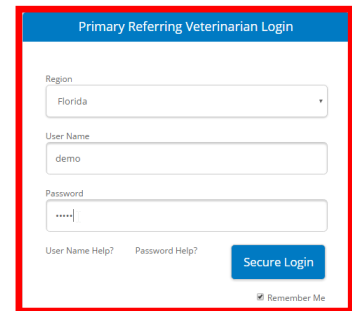 Primary Referring Veterinarian Login
Region
Florida
User Name
demo
Password
•••••
User Name Help? Password Help?
Secure Login
Remember Me